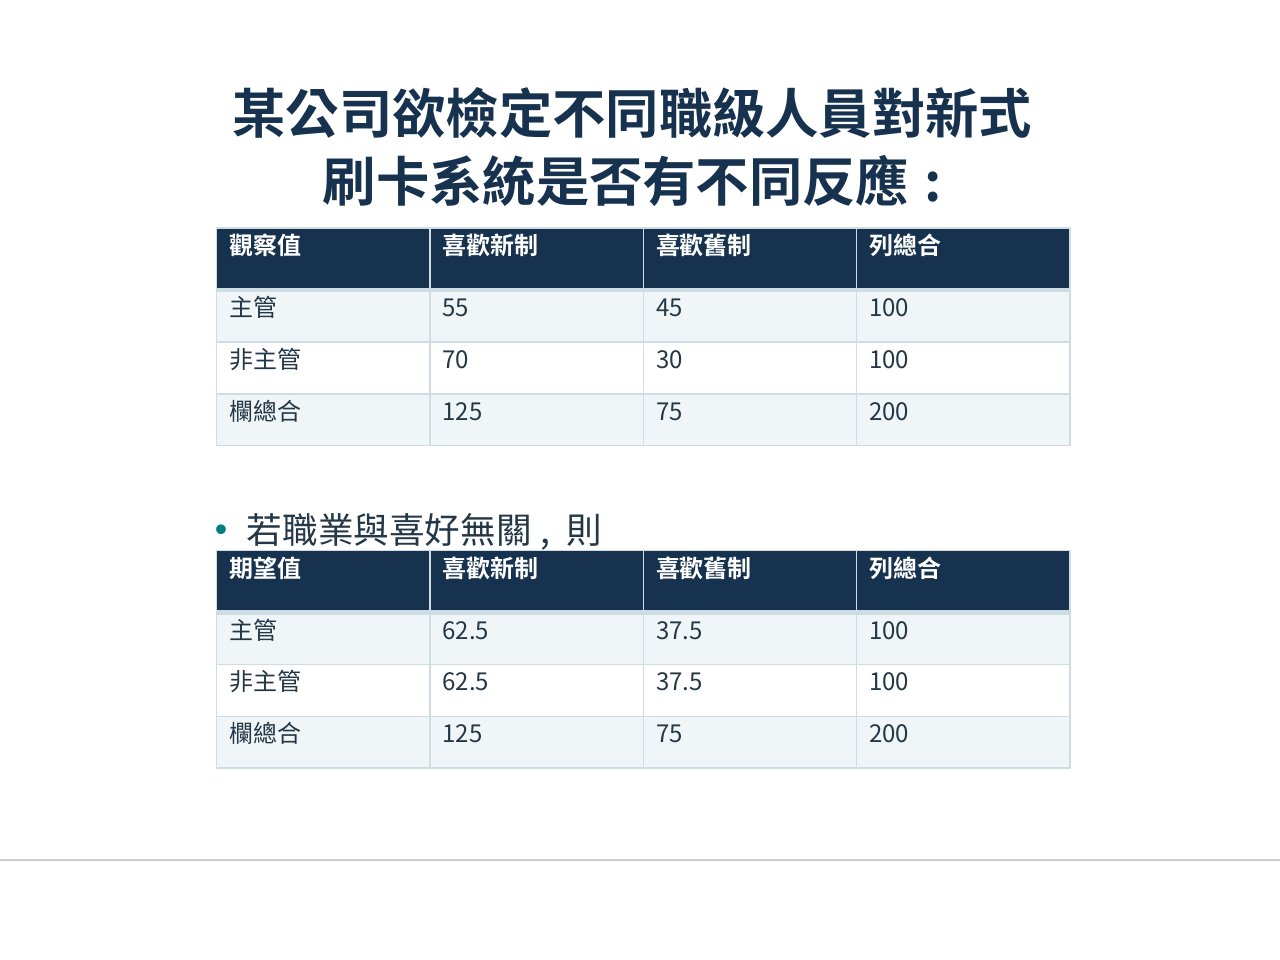 某公司欲檢定不同職級人員對新式
刷卡系統是否有不同反應：
觀察值 喜歡新制 喜歡舊制 列總合
主管 55 45 100
非主管 70 30 100
欄總合 125 75 200
• 若職業與喜好無關，則
期望值 喜歡新制 喜歡舊制 列總合
主管 62.5 37.5 100
非主管 62.5 37.5 100
欄總合 125 75 200